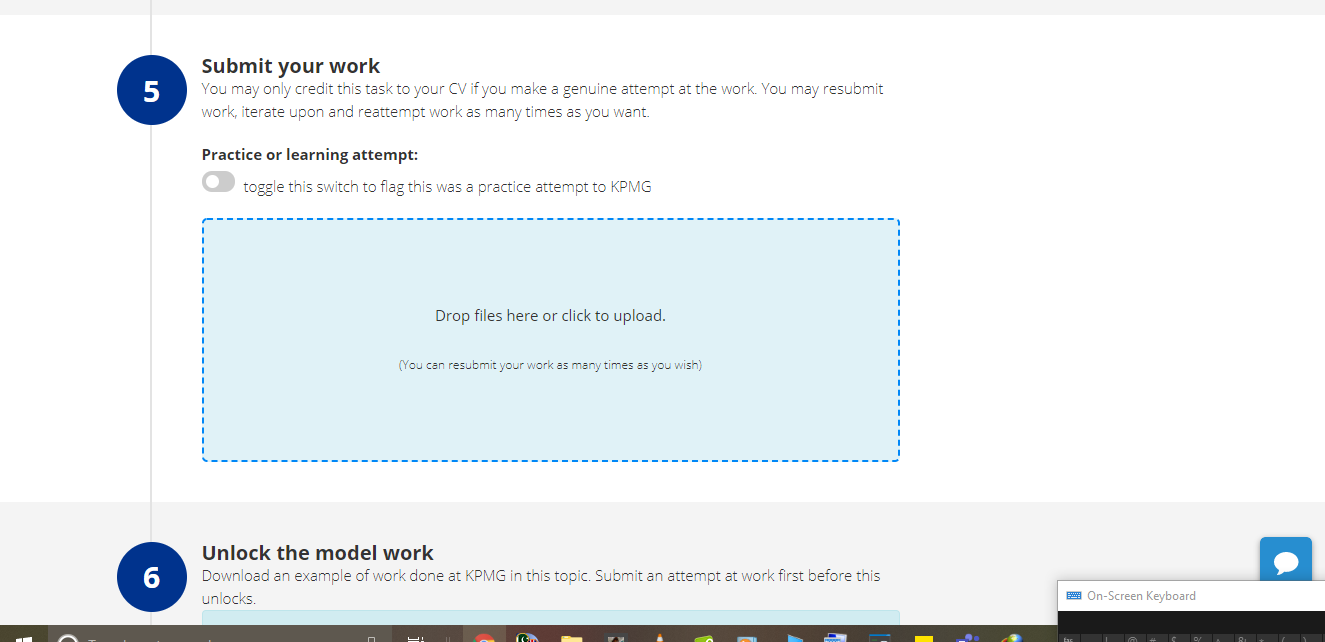 5
Submit your work
You may only credit this task to your CV if you make a genuine attempt at the work. You may resubmit
work, iterate upon and reattempt work as many times as you want.
Practice or learning attempt:
toggle this switch to flag this was a practice attempt to KPMG
Drop files here or click to upload.
(You can resubmit your work as many times as you wish)
6
Unlock the model work
Download an example of work done at KPMG in this topic. Submit an attempt at work first before this
unlocks.
On-Screen Keyboard